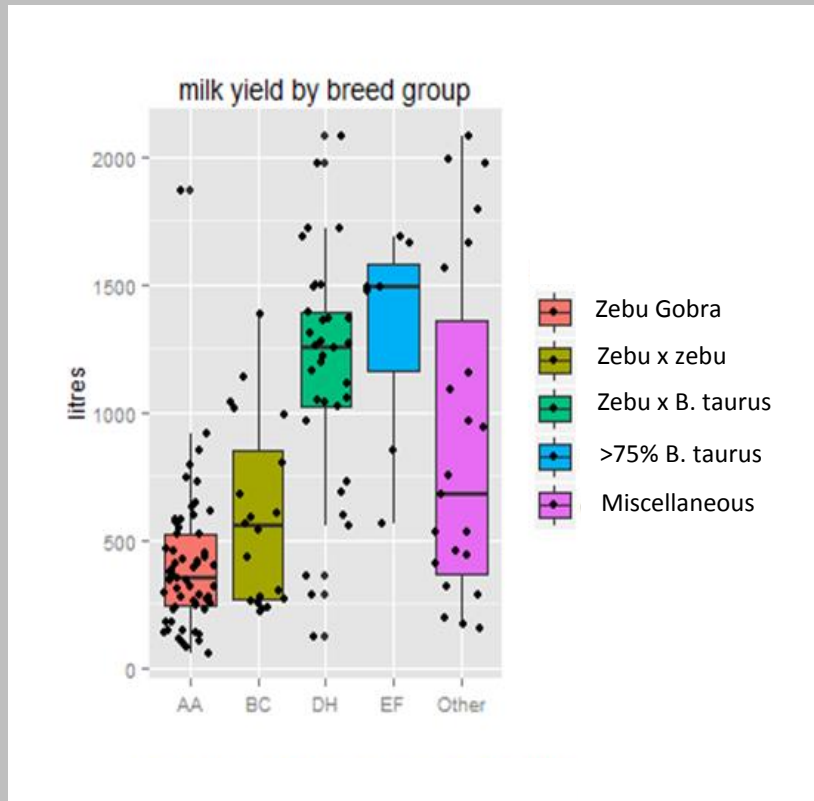 milk yield by breed group
litres
2000
1500
1000
500
0
AA BC DH EF Other
Zebu Gobra
Zebu x zebu
Zebu x B. taurus
>75% B. taurus
Miscellaneous